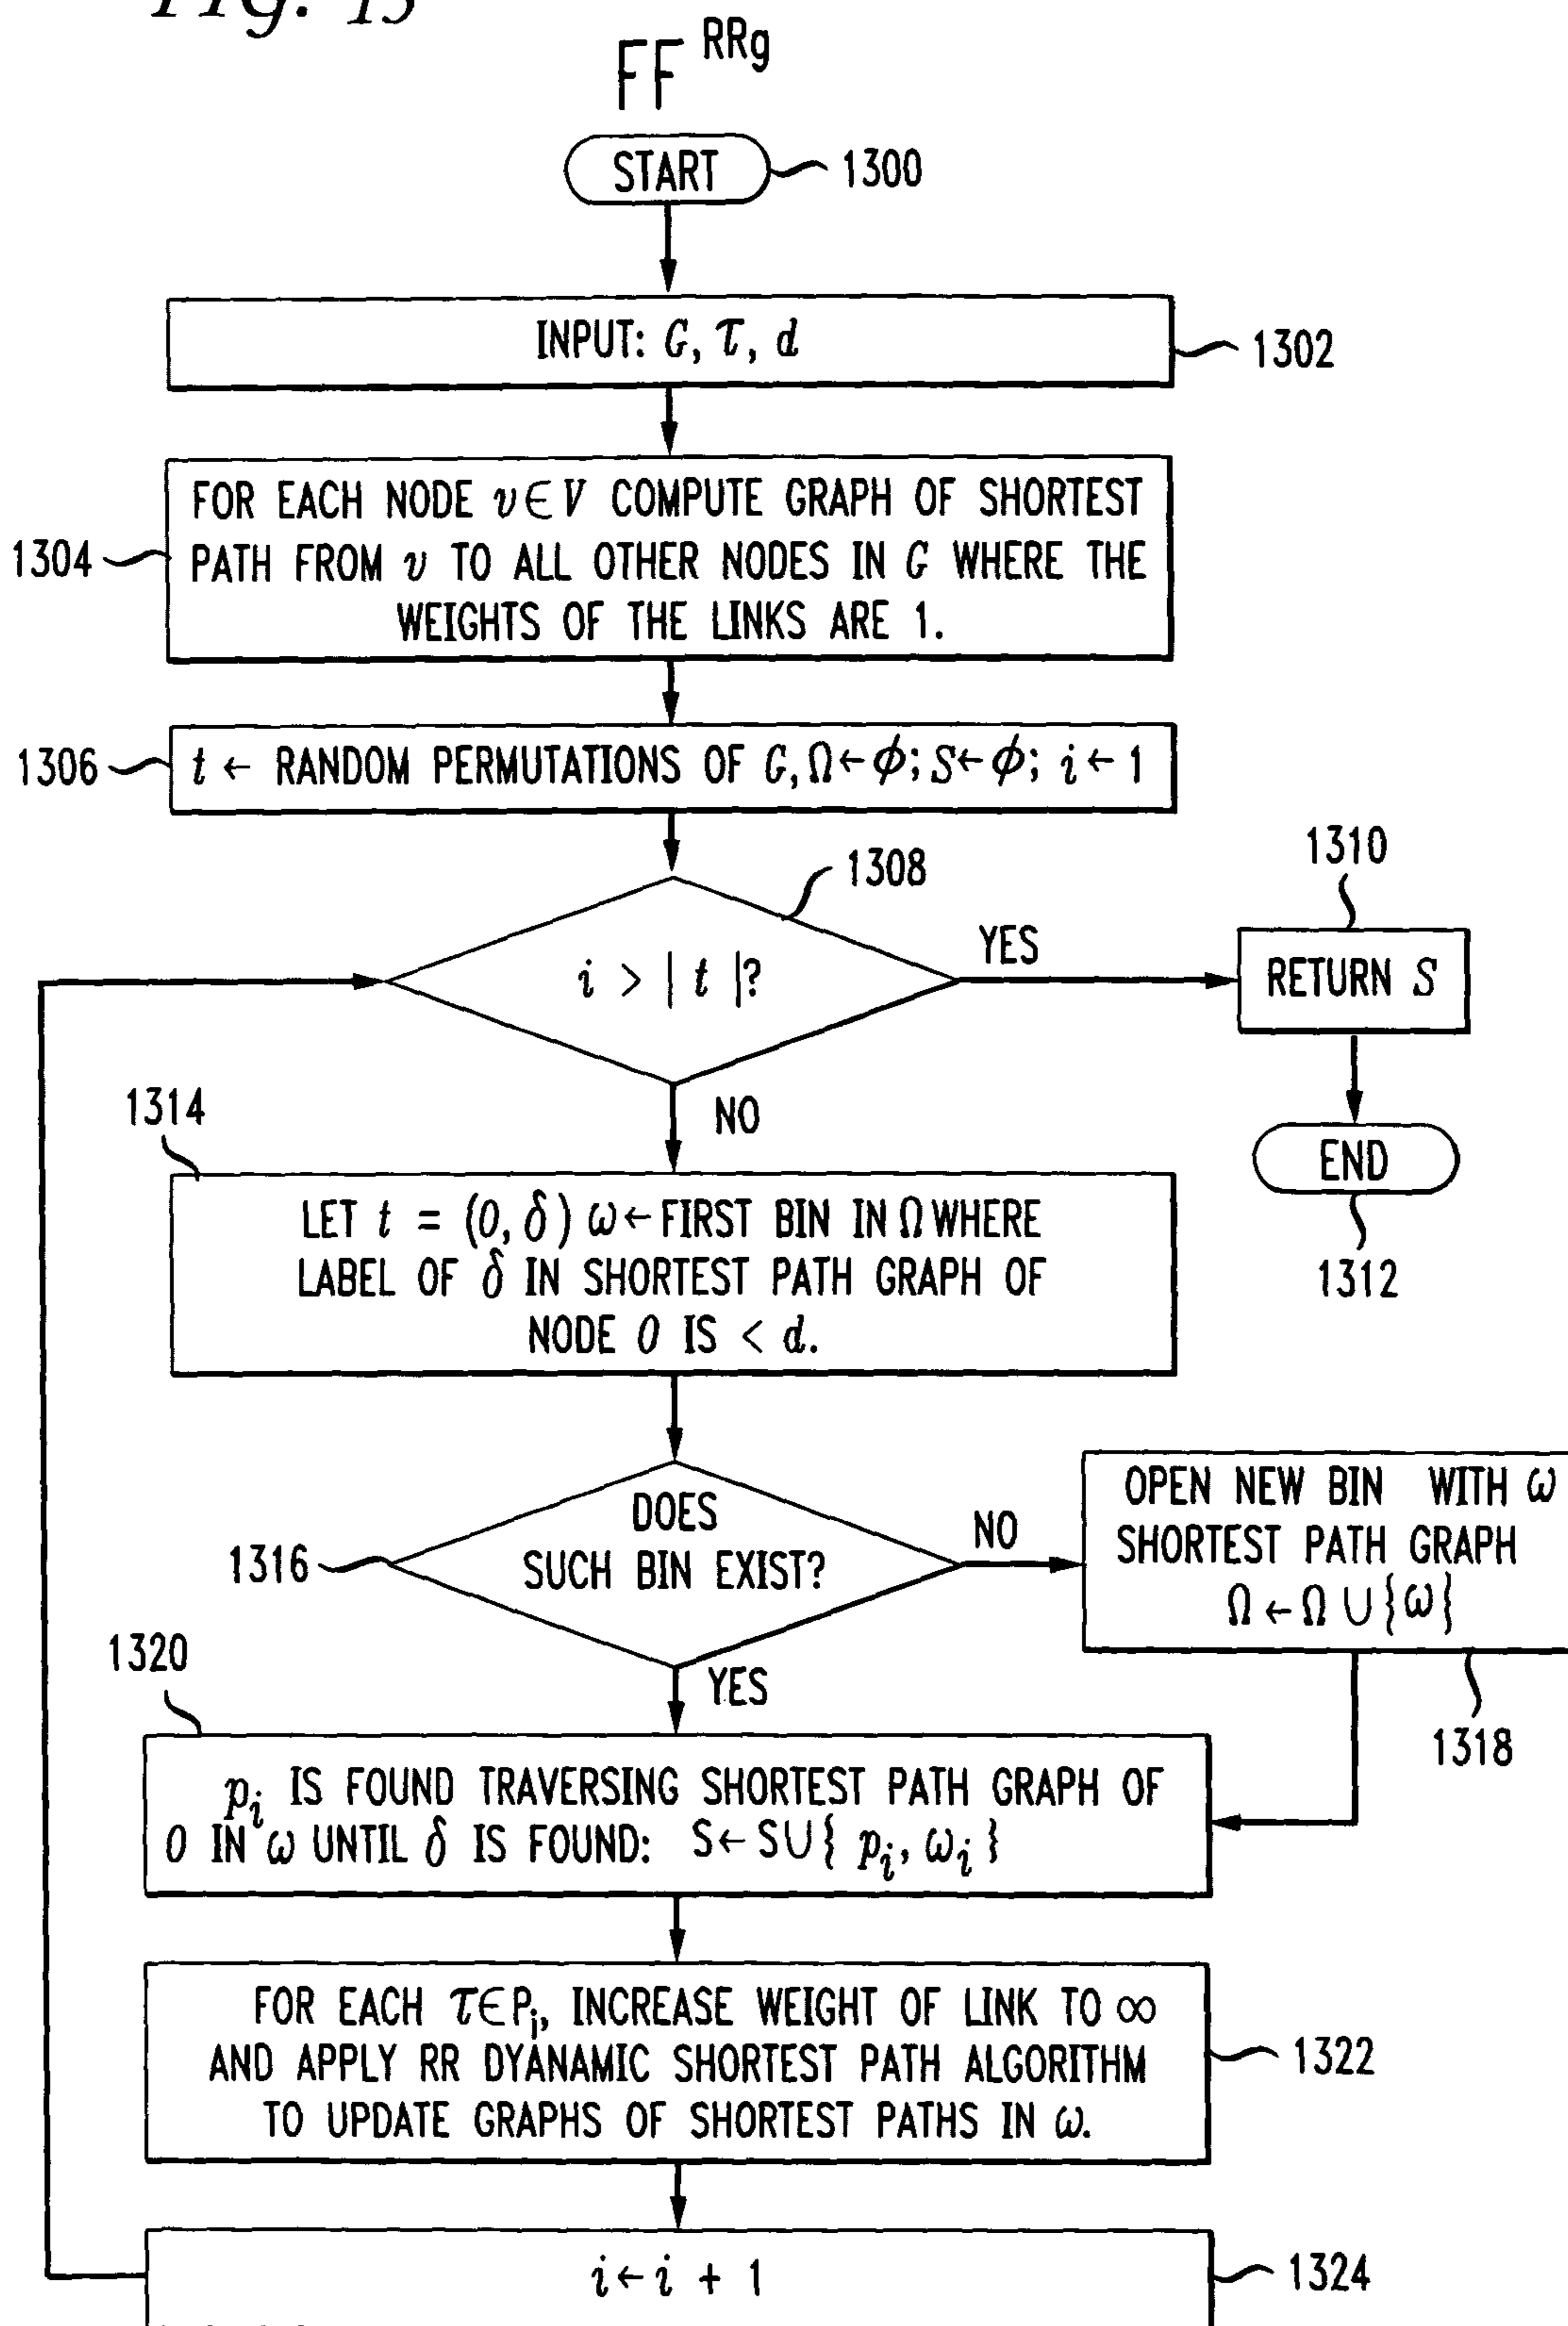 FIG. 13
FF RRg
START
1300
INPUT: G, τ, d
1302
FOR EACH NODE v∈V COMPUTE GRAPH OF SHORTEST
PATH FROM v TO ALL OTHER NODES IN G WHERE THE
WEIGHTS OF THE LINKS ARE 1.
1304
1306
t ← RANDOM PERMUTATIONS OF G, Ω←ϕ; S←ϕ; i←1
1308
i > | t |?
YES
1310
RETURN S
END
1312
NO
1314
LET t = (0, δ) ω←FIRST BIN IN Ω WHERE
LABEL OF δ IN SHORTEST PATH GRAPH OF
NODE 0 IS < d.
1316
DOES
SUCH BIN EXIST?
NO
OPEN NEW BIN WITH ω
SHORTEST PATH GRAPH
Ω←Ω∪{ω{
1318
YES
1320
pi IS FOUND TRAVERSING SHORTEST PATH GRAPH OF
0 IN ω UNTIL δ IS FOUND: S←S∪{ pi, ωi }
FOR EACH τ∈Pi, INCREASE WEIGHT OF LINK TO ∞
AND APPLY RR DYANAMIC SHORTEST PATH ALGORITHM
TO UPDATE GRAPHS OF SHORTEST PATHS IN ω.
1322
i←i + 1
1324